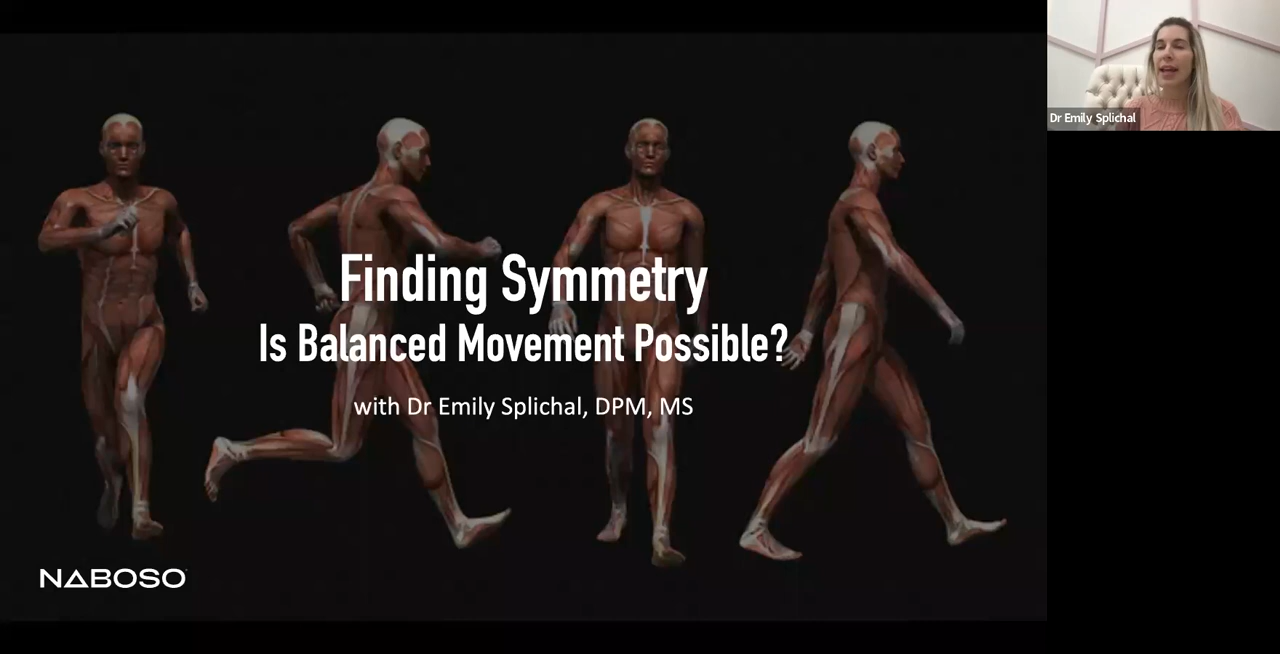 Finding Symmetry
Is Balanced Movement Possible?
with Dr Emily Splichal, DPM, MS
NABOSO
Dr Emily Splichal